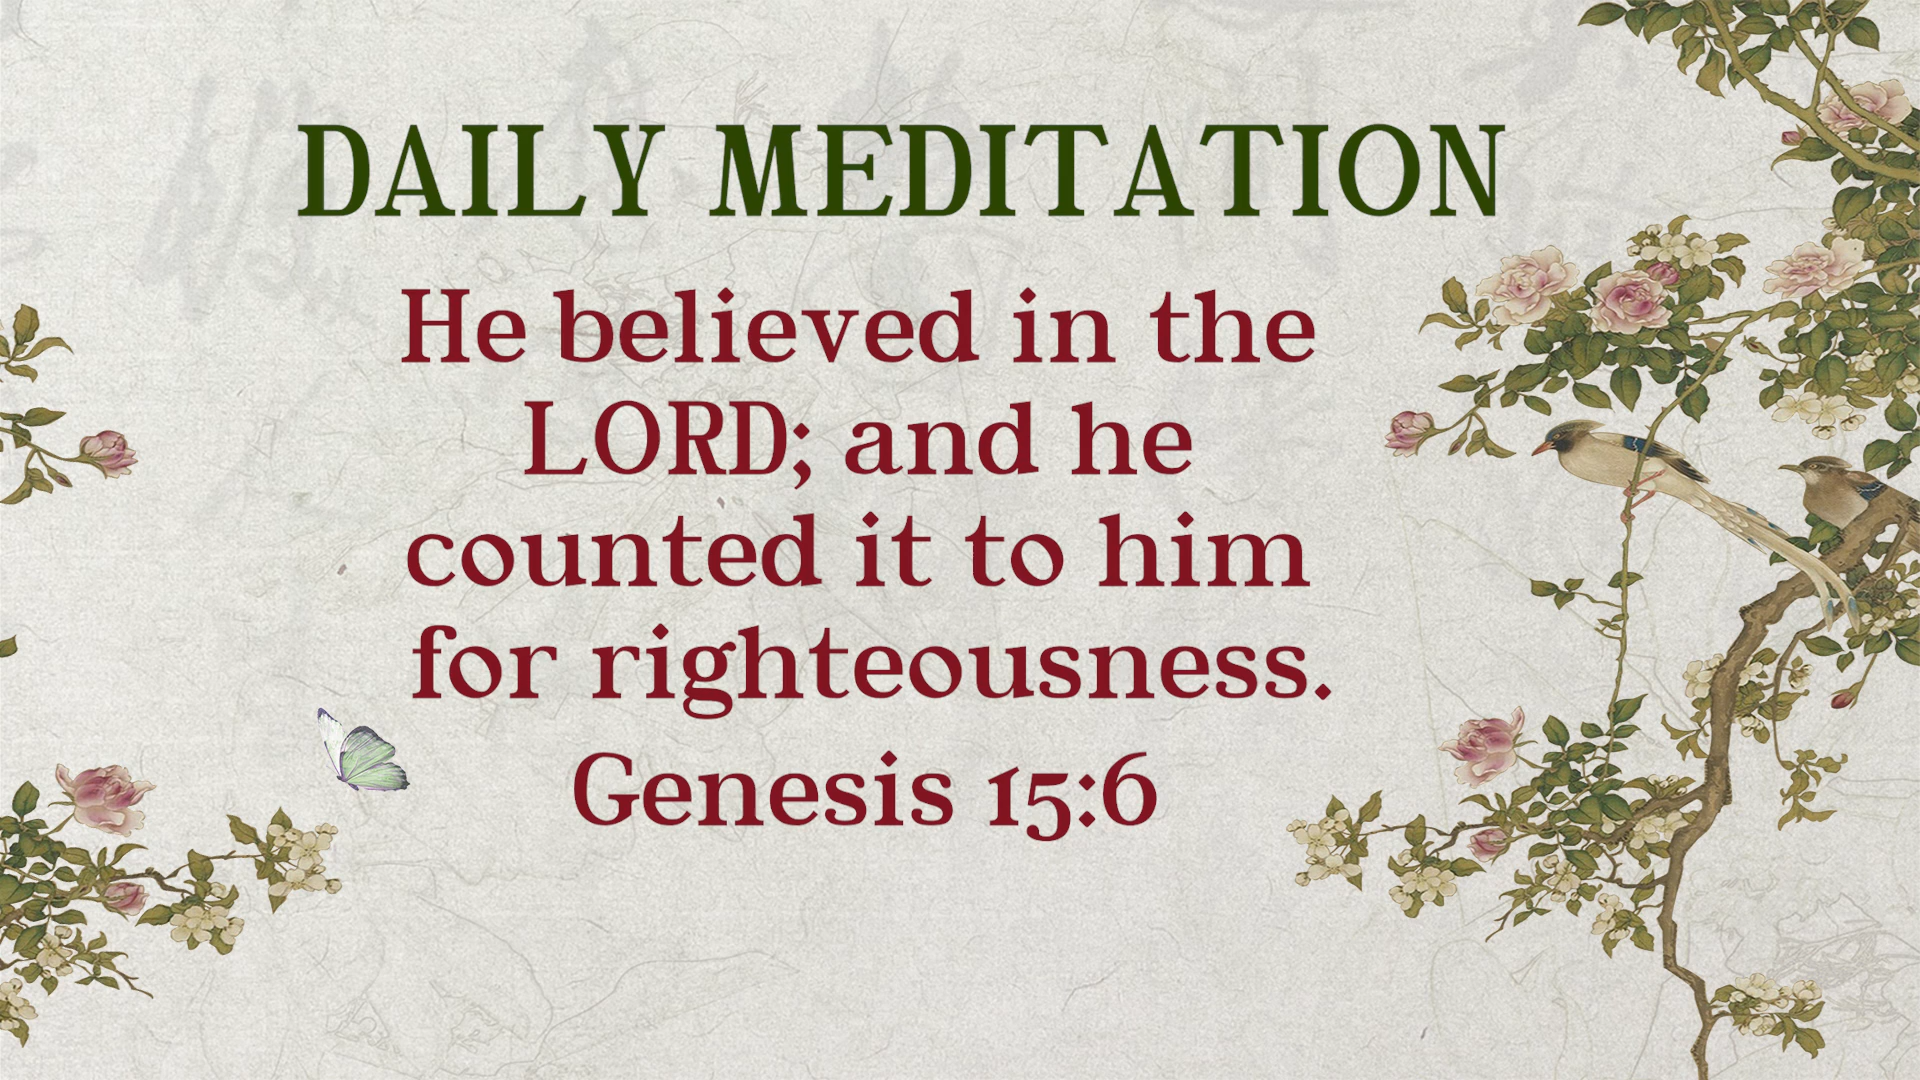 DAILY MEDITATION
He believed in the
LORD; and he
counted it to him
for righteousness.
Genesis 15:6